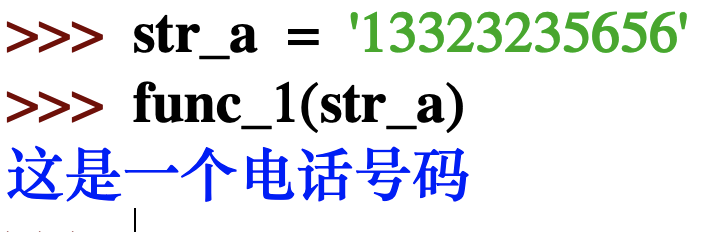 >>> str_a = '13323235656'
>>> func_1(str_a)
这是一个电话号码